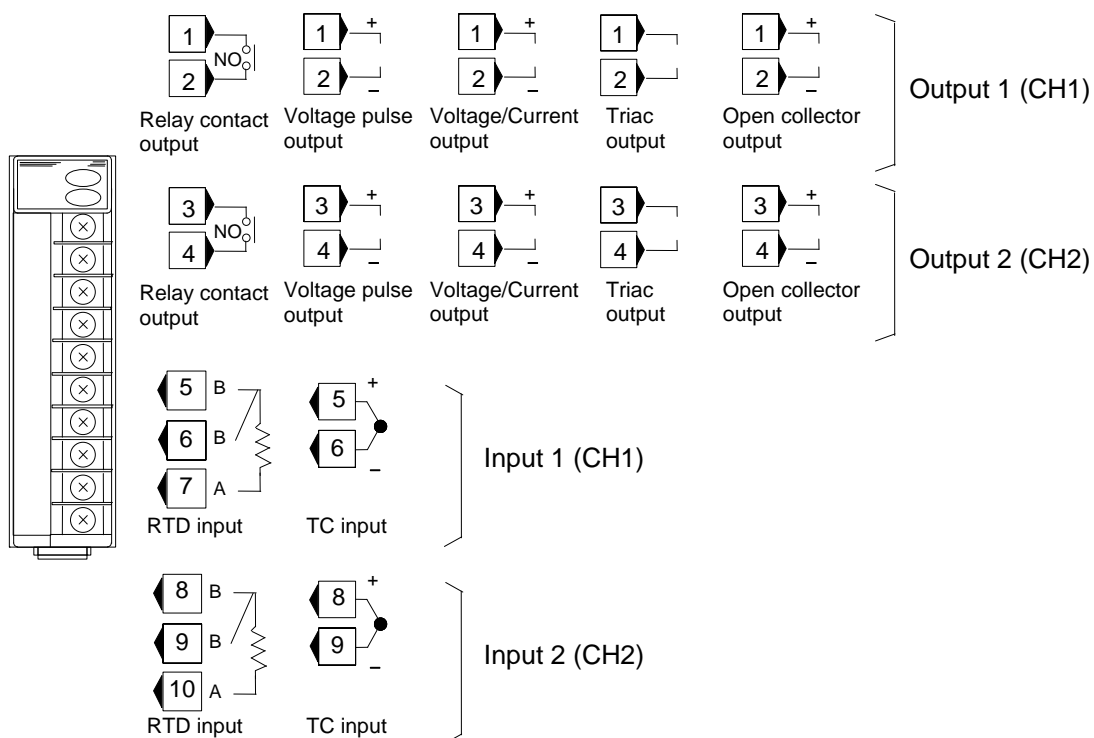 1 + 1 + 1 + 1 1 +
NO
2 2 − 2 − 2 2 −
Relay contact output
Voltage pulse output
Voltage/Current output
Triac output
Open collector output
Output 1 (CH1)
3 + 3 + 3 + 3 3 +
NO
4 4 − 4 − 4 4 −
Relay contact output
Voltage pulse output
Voltage/Current output
Triac output
Open collector output
Output 2 (CH2)
5 B
6 B
7 A
RTD input
5 +
6 −
TC input
Input 1 (CH1)
8 B
9 B
10 A
RTD input
8 +
9 −
TC input
Input 2 (CH2)